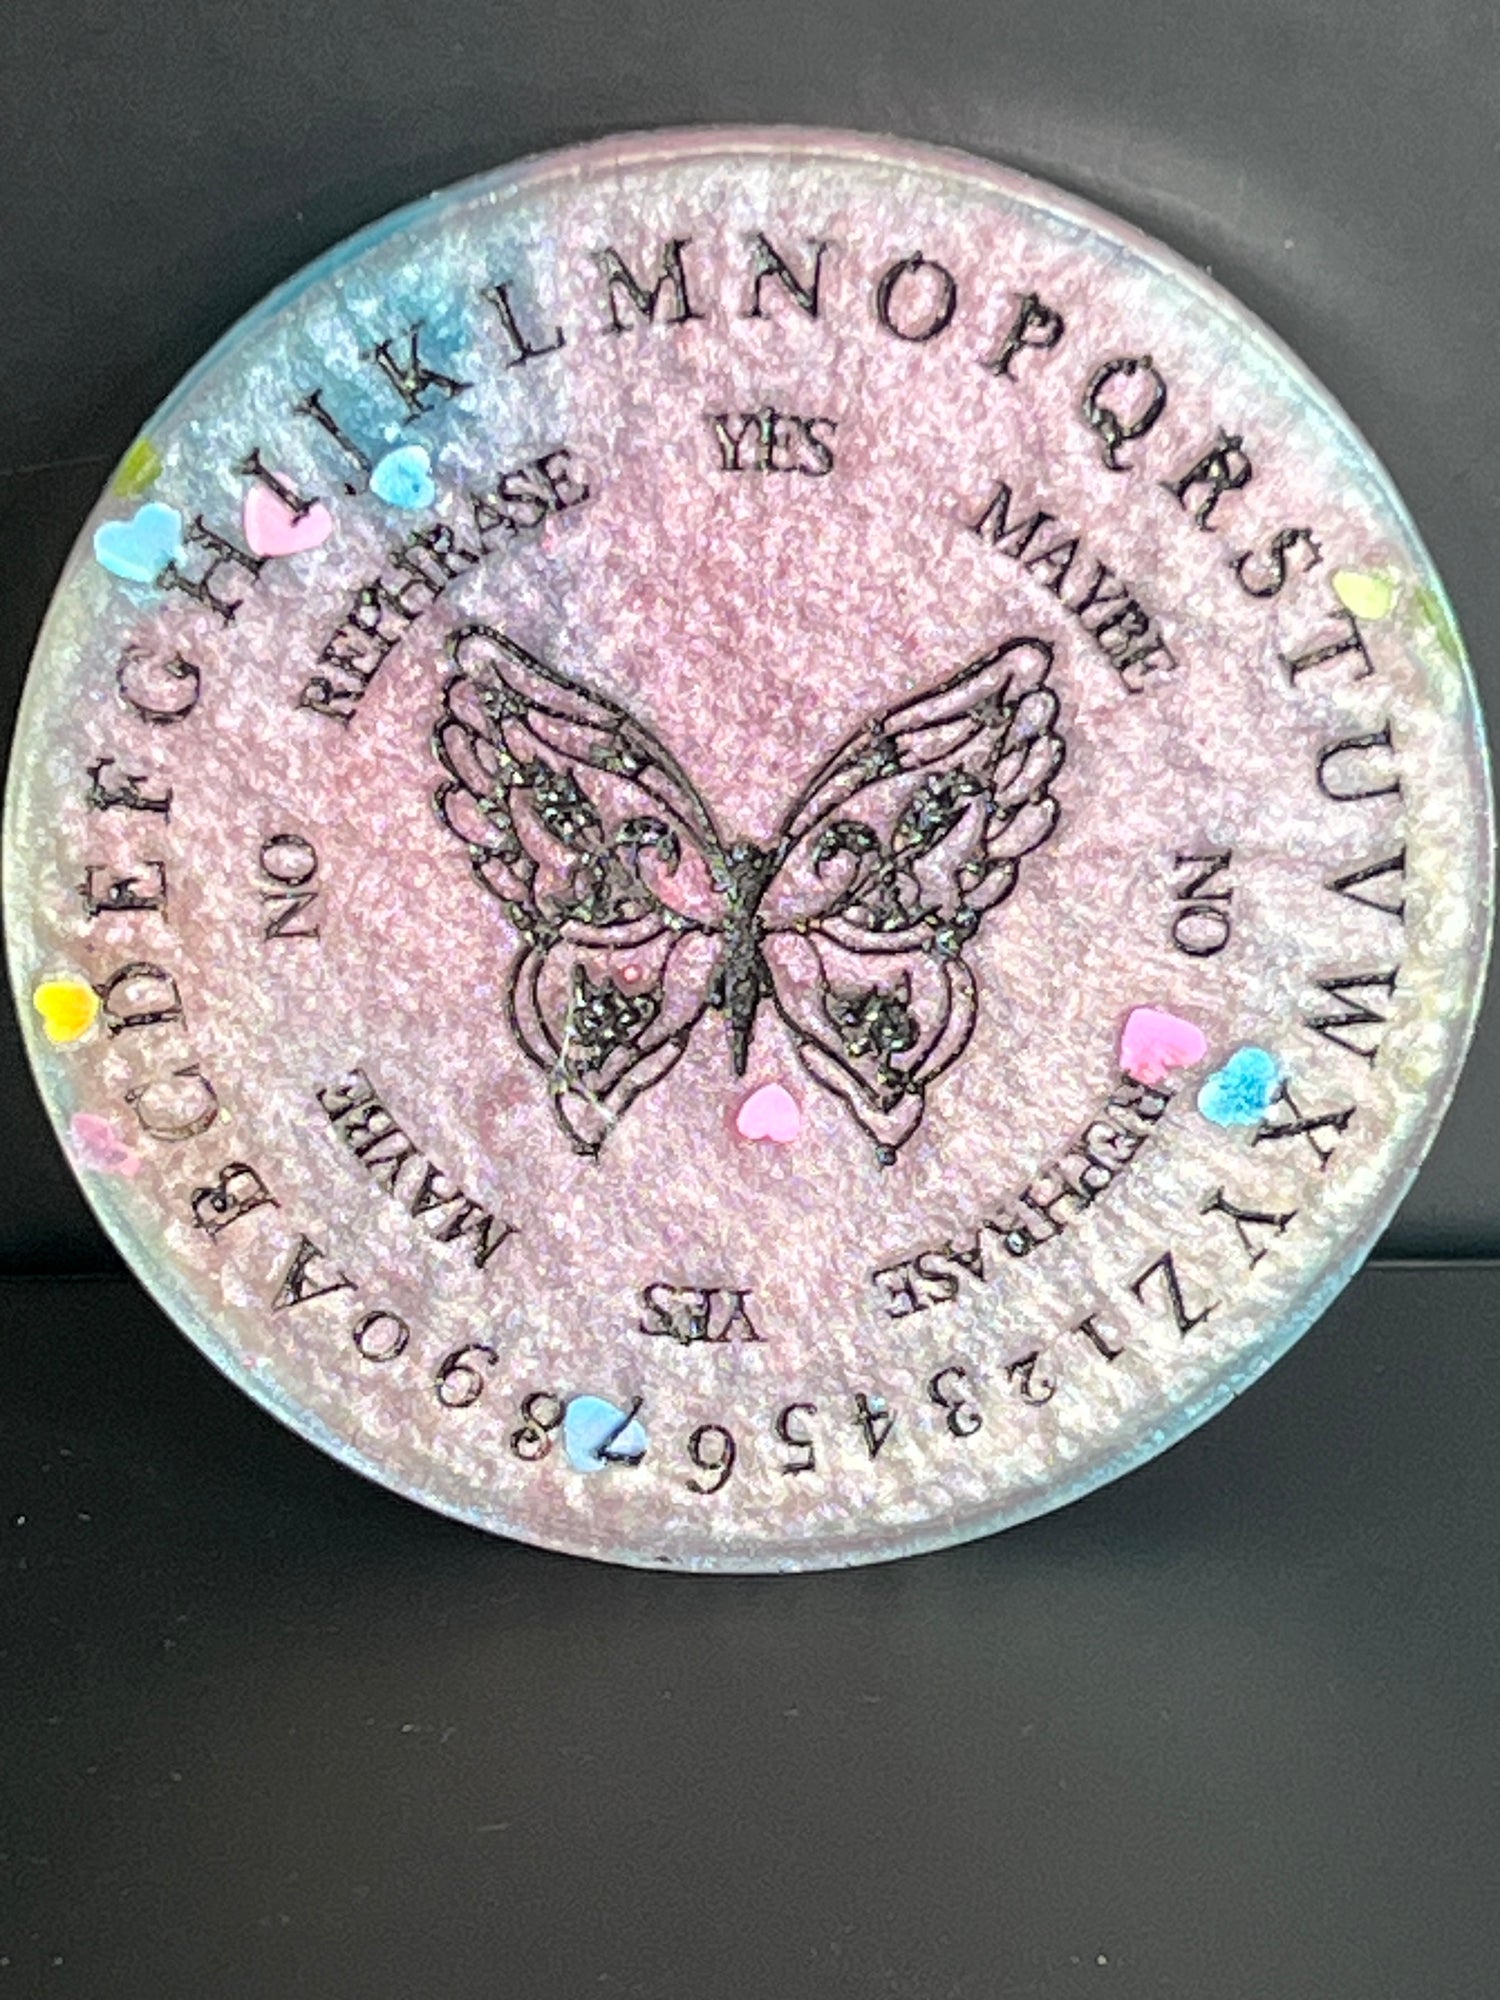 ABCDEFGHIJKLMNOPQRSTUVWXYZ1234567890
YES
MAYBE
NO
REPHRASE
YES
MAYBE
NO
REPHRASE